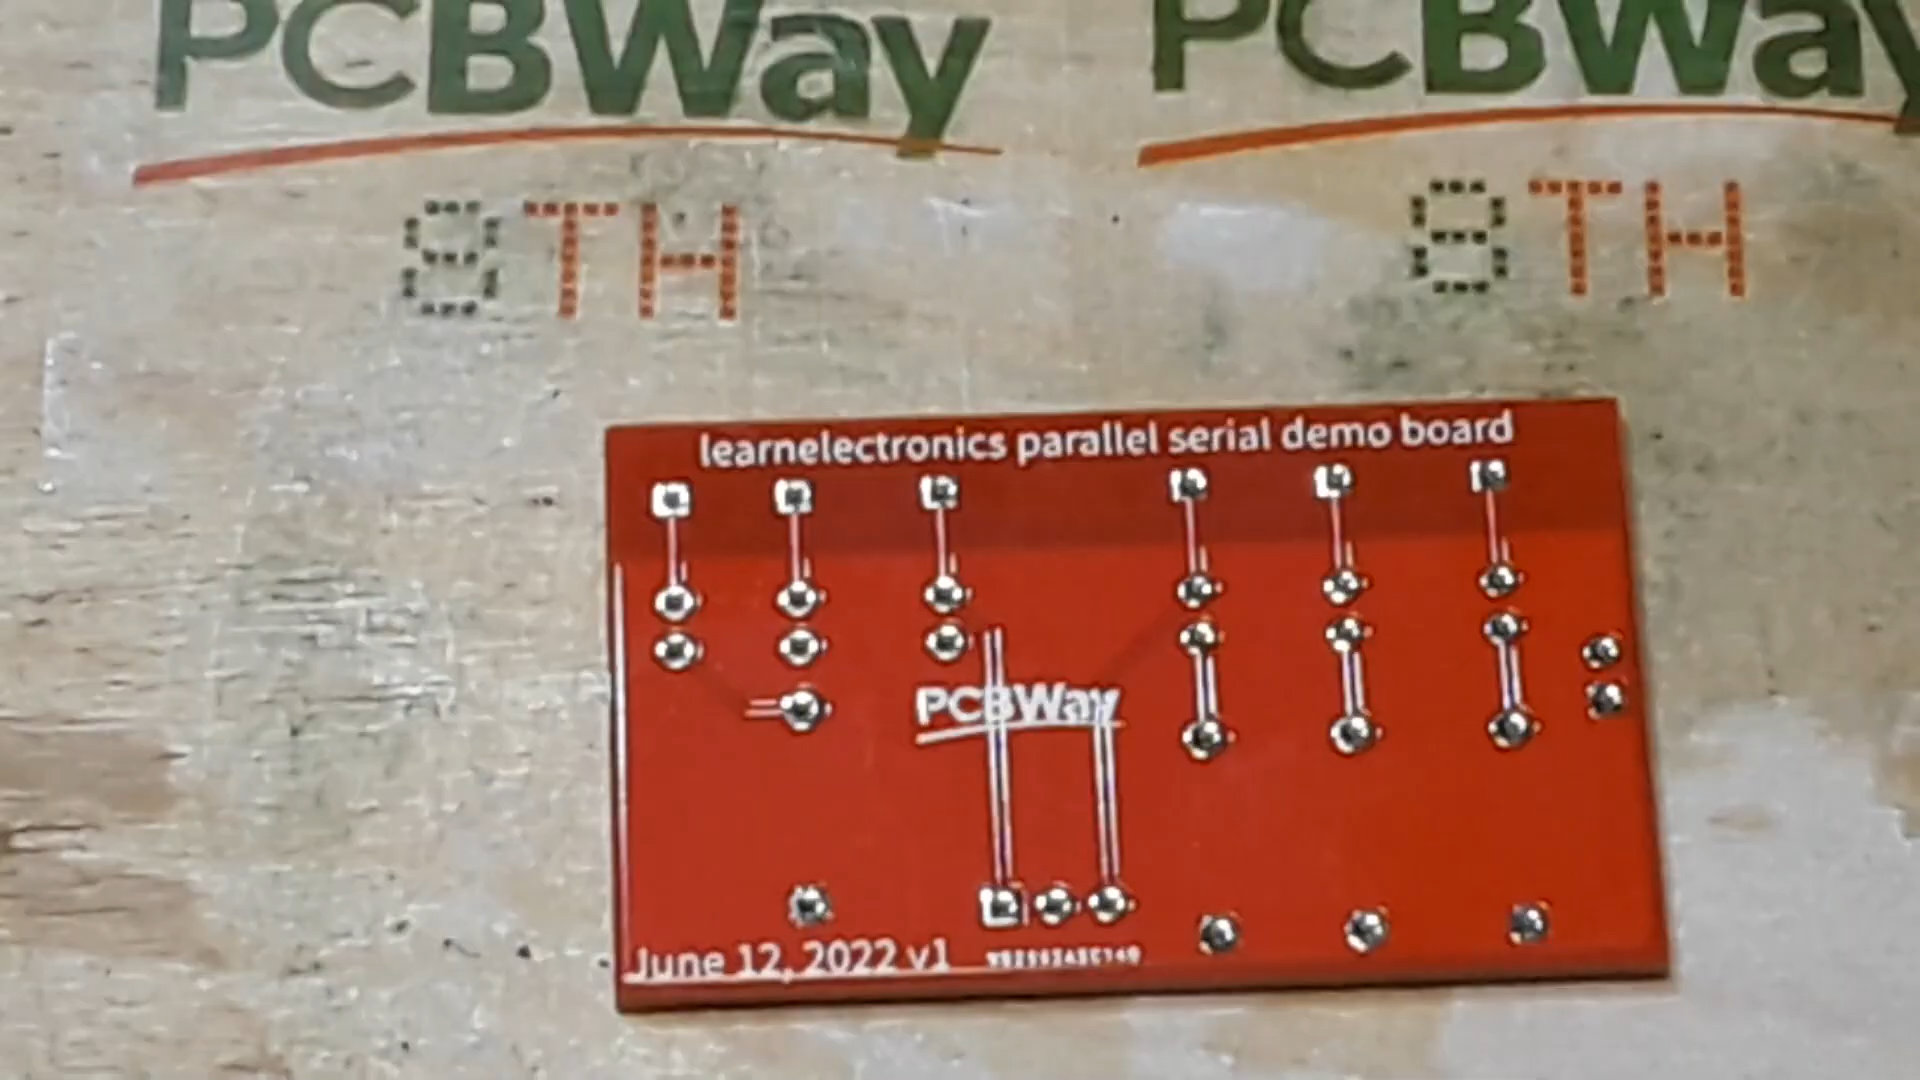 PCBWay
PCBWay
8TH
8TH
learnelectronics parallel serial demo board
PCBWay
June 12, 2022 v1